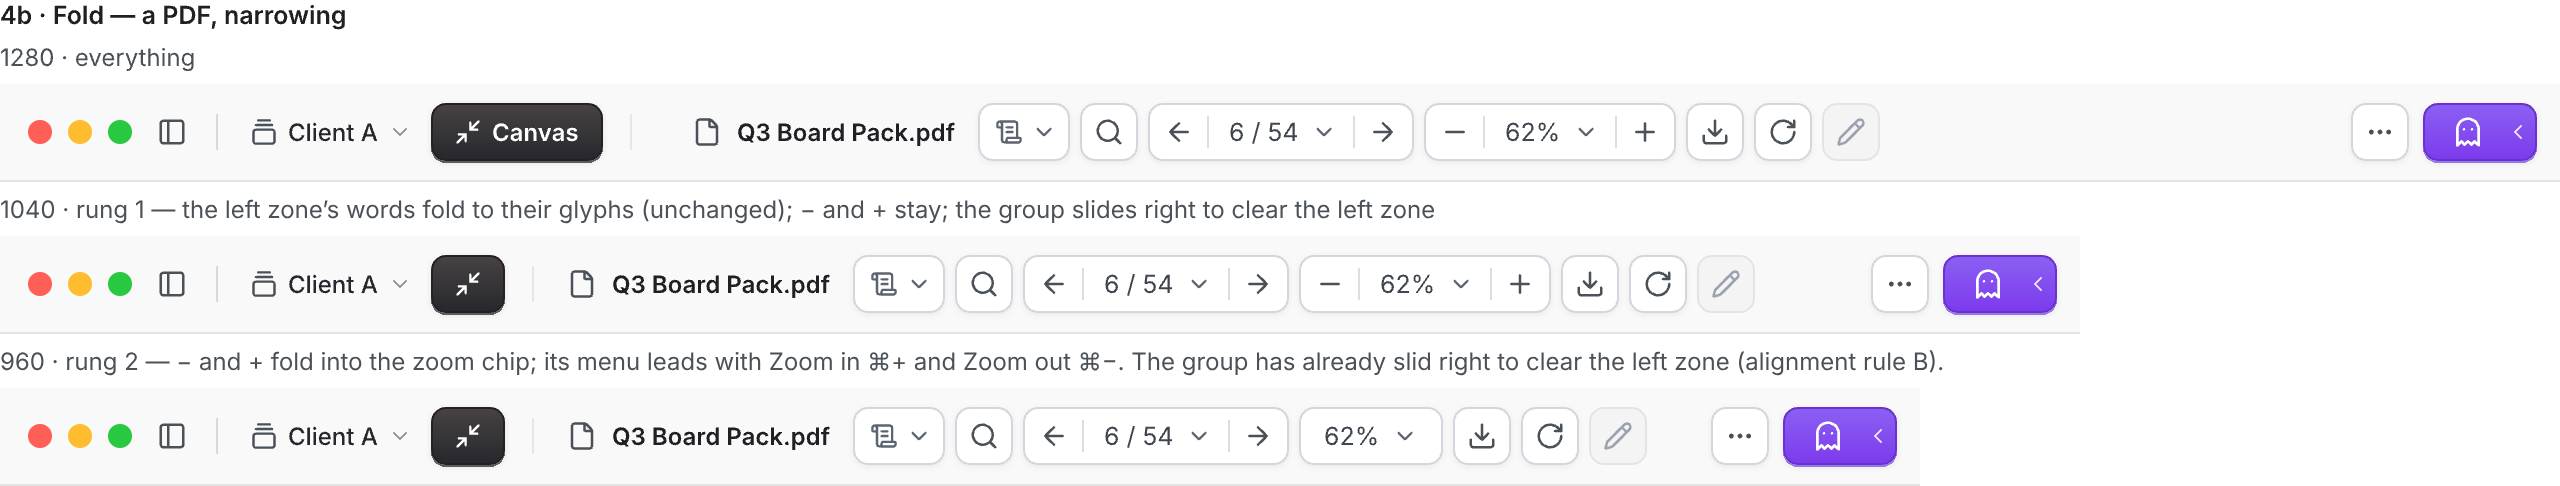 4b · Fold — a PDF, narrowing
1280 · everything
Client A Canvas Q3 Board Pack.pdf 6 / 54 62%
1040 · rung 1 — the left zone’s words fold to their glyphs (unchanged); − and + stay; the group slides right to clear the left zone
Client A Q3 Board Pack.pdf 6 / 54 62%
960 · rung 2 — − and + fold into the zoom chip; its menu leads with Zoom in ⌘+ and Zoom out ⌘−. The group has already slid right to clear the left zone (alignment rule B).
Client A Q3 Board Pack.pdf 6 / 54 62%